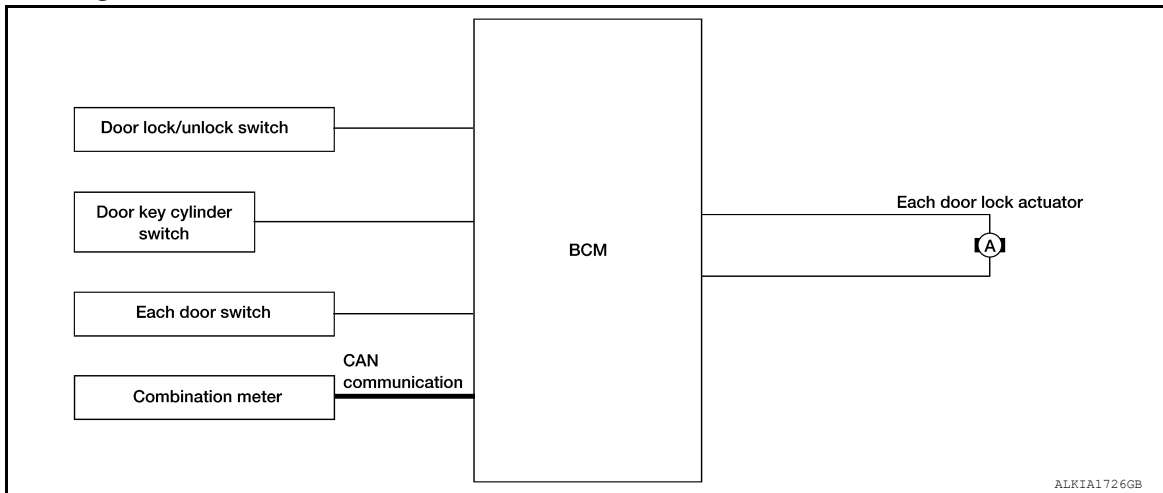 Door lock/unlock switch
Door key cylinder
switch
Each door switch
CAN
communication
Combination meter
BCM
Each door lock actuator
A
ALKIA1726GB